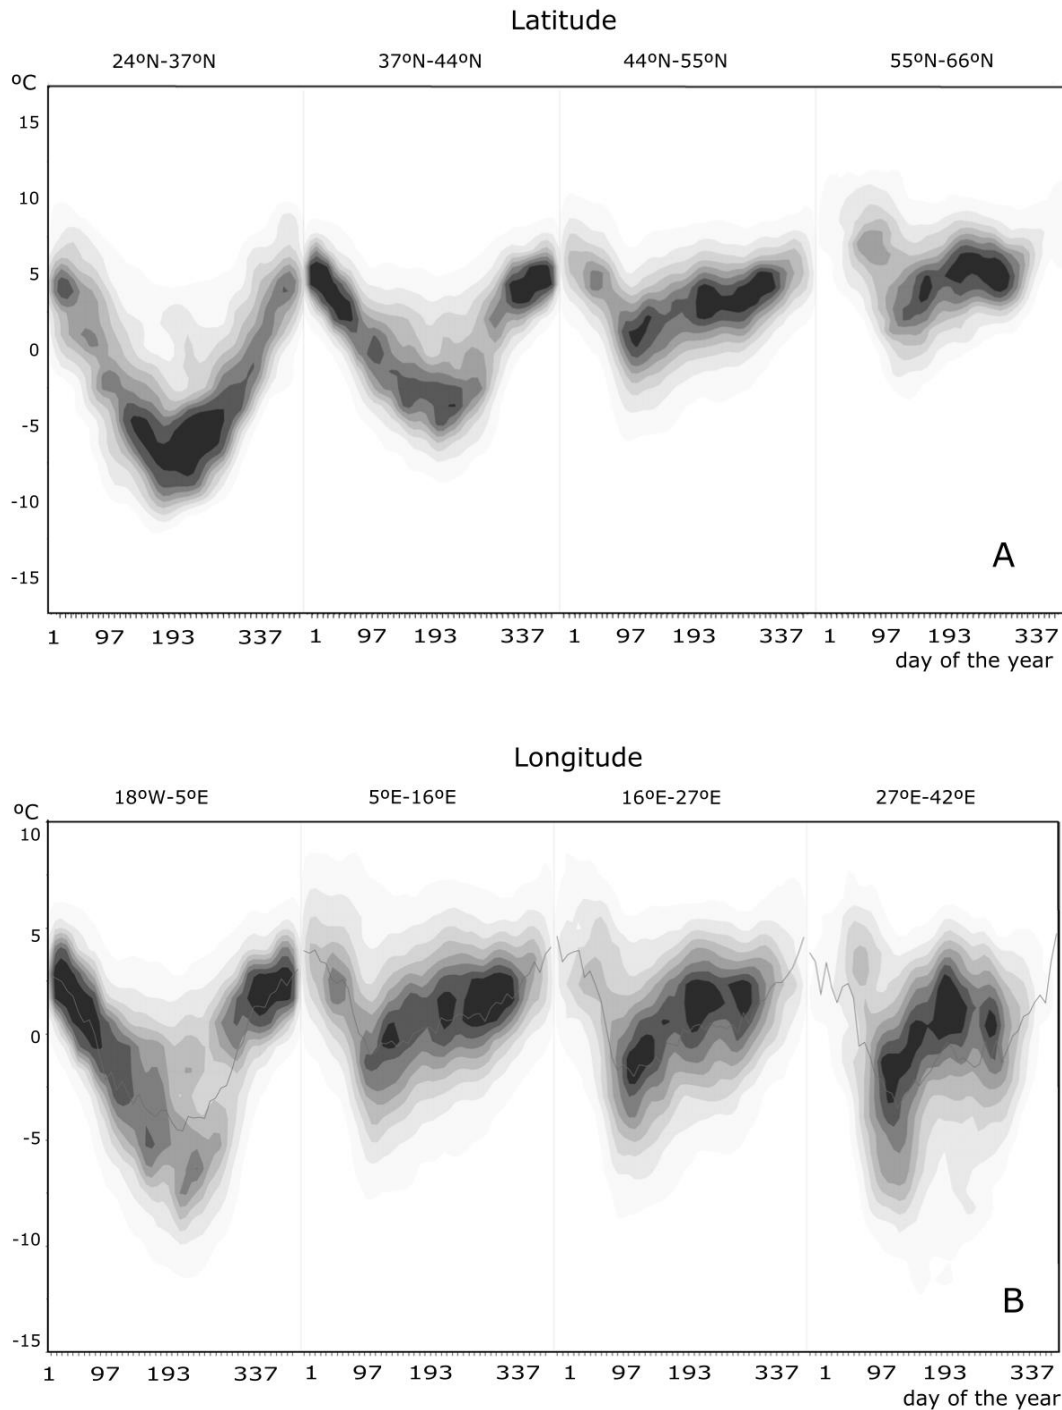 Latitude
24ºN-37ºN 37ºN-44ºN 44ºN-55ºN 55ºN-66ºN
ºC
15
10
5
0
-5
-10
-15
A
1 97 193 337 1 97 193 337 1 97 193 337 1 97 193 337
day of the year
Longitude
18ºW-5ºE 5ºE-16ºE 16ºE-27ºE 27ºE-42ºE
ºC
10
5
0
-5
-10
-15
B
1 97 193 337 1 97 193 337 1 97 193 337 1 97 193 337
day of the year